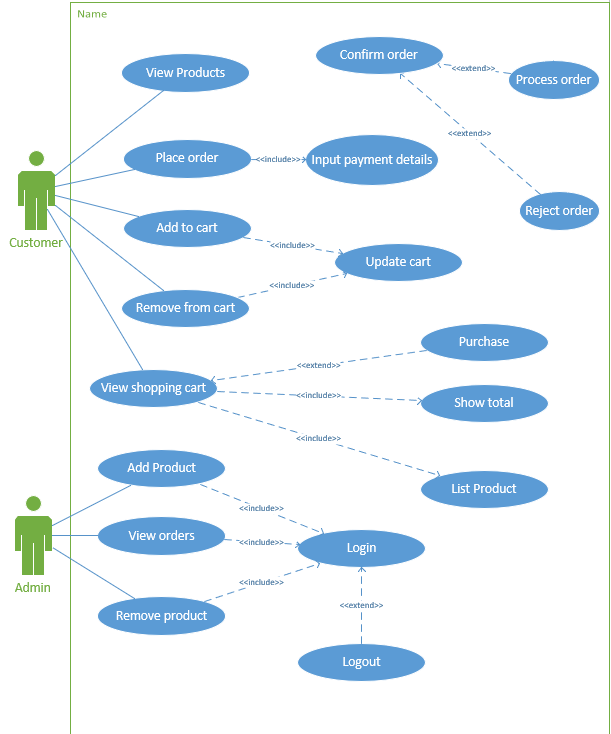 Name
View Products
Confirm order
<<extend>>
Process order
<<extend>>
Place order
<<include>>
Input payment details
Reject order
Customer
Add to cart
<<include>>
Update cart
<<include>>
Remove from cart
Purchase
<<extend>>
View shopping cart
<<include>>
Show total
<<include>>
List Product
Add Product
<<include>>
View orders
<<include>>
Login
<<include>>
Admin
Remove product
<<extend>>
Logout